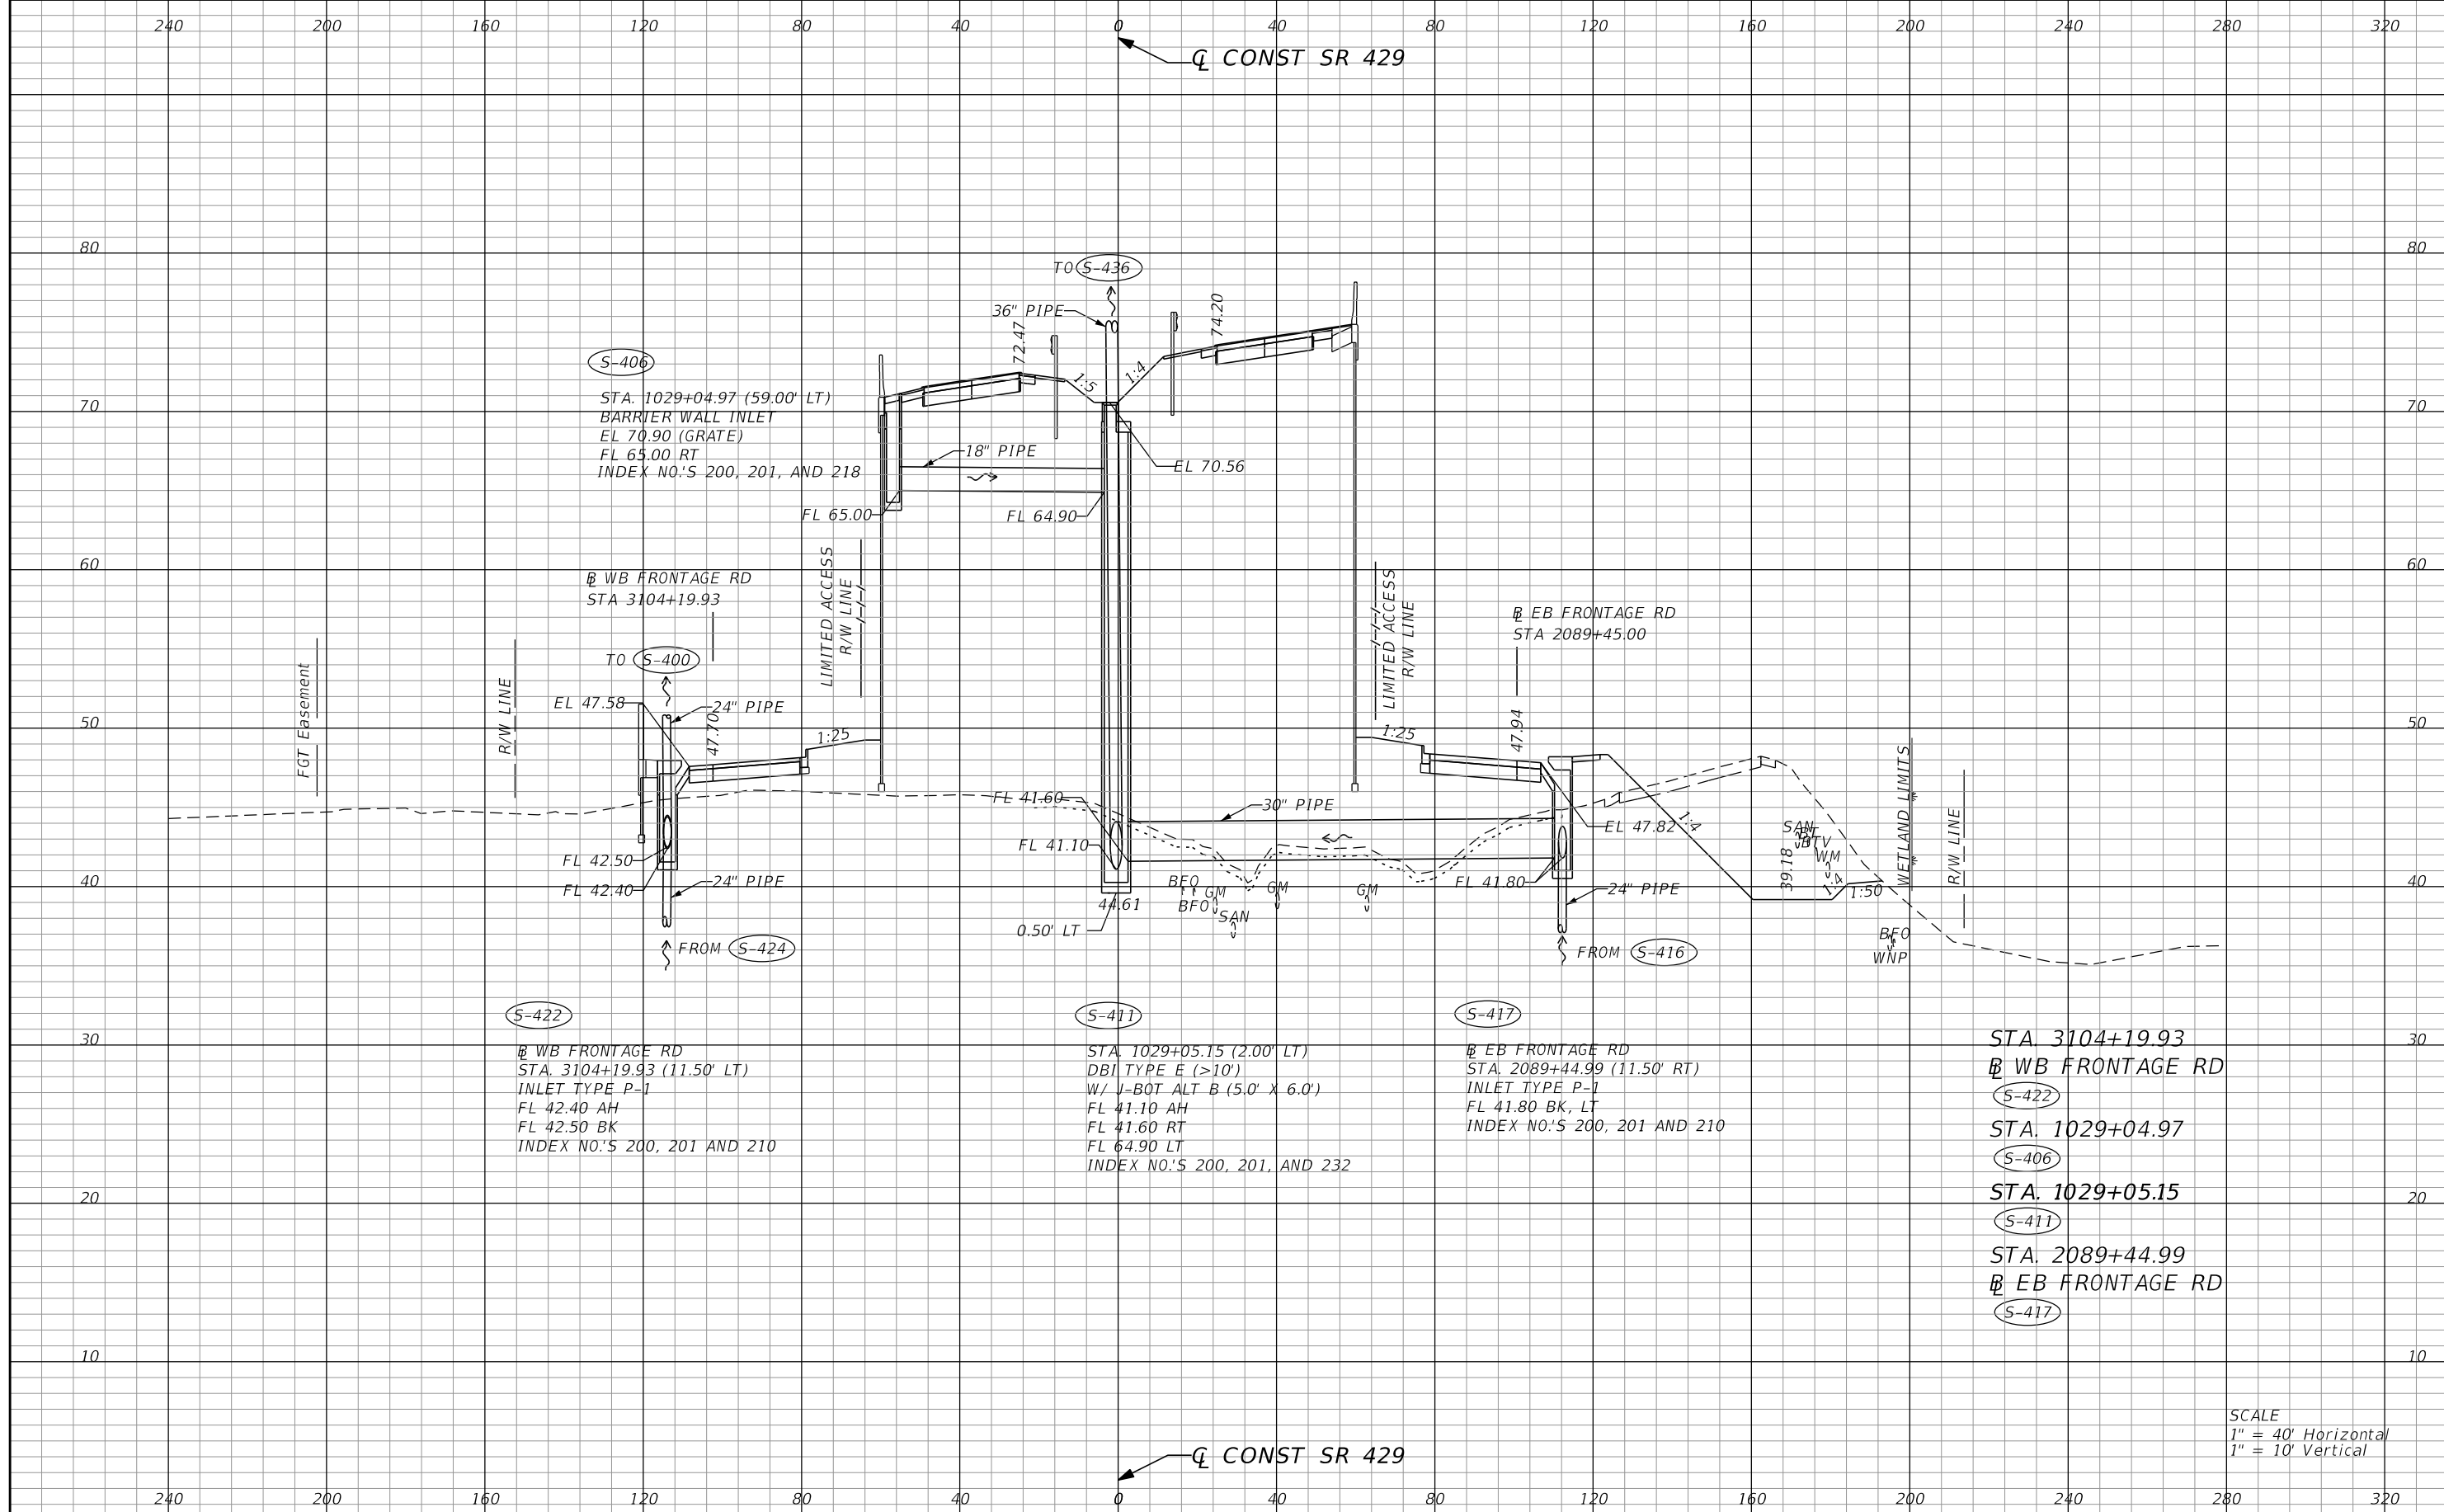 240 200 160 120 80 40 0 40 80 120 160 200 240 280 320
℄ CONST SR 429
80 80
TO S-436
36" PIPE
72.47
74.20
1:5
1:4
S-406
STA. 1029+04.97 (59.00' LT)
BARRIER WALL INLET
EL 70.90 (GRATE)
FL 65.00 RT
INDEX NO.'S 200, 201, AND 218
70 70
18" PIPE
EL 70.56
FL 65.00
FL 64.90
60 60
LIMITED ACCESS
R/W LINE
LIMITED ACCESS
R/W LINE
BL WB FRONTAGE RD
STA 3104+19.93
BL EB FRONTAGE RD
STA 2089+45.00
TO S-400
EL 47.58
24" PIPE
47.70
1:25
FGT Easement
R/W LINE
50 50
1:25
47.94
FL 41.60
30" PIPE
EL 47.82
1:4
FL 41.10
FL 42.50
FL 42.40
24" PIPE
FL 41.80
24" PIPE
SAN
BT
BTV
WM
39.18
1:4
1:50
WETLAND LIMITS
R/W LINE
40 40
BFO
GM
BFO
SAN
GM
GM
44.61
0.50' LT
BFO
WNP
FROM S-424
FROM S-416
S-422
BL WB FRONTAGE RD
STA. 3104+19.93 (11.50' LT)
INLET TYPE P-1
FL 42.40 AH
FL 42.50 BK
INDEX NO.'S 200, 201 AND 210
S-411
STA. 1029+05.15 (2.00' LT)
DBI TYPE E (>10')
W/ J-BOT ALT B (5.0' X 6.0')
FL 41.10 AH
FL 41.60 RT
FL 64.90 LT
INDEX NO.'S 200, 201, AND 232
S-417
BL EB FRONTAGE RD
STA. 2089+44.99 (11.50' RT)
INLET TYPE P-1
FL 41.80 BK, LT
INDEX NO.'S 200, 201 AND 210
30 30
STA. 3104+19.93
BL WB FRONTAGE RD
S-422
STA. 1029+04.97
S-406
STA. 1029+05.15
S-411
STA. 2089+44.99
BL EB FRONTAGE RD
S-417
20 20
10 10
SCALE
1" = 40' Horizontal
1" = 10' Vertical
℄ CONST SR 429
240 200 160 120 80 40 0 40 80 120 160 200 240 280 320